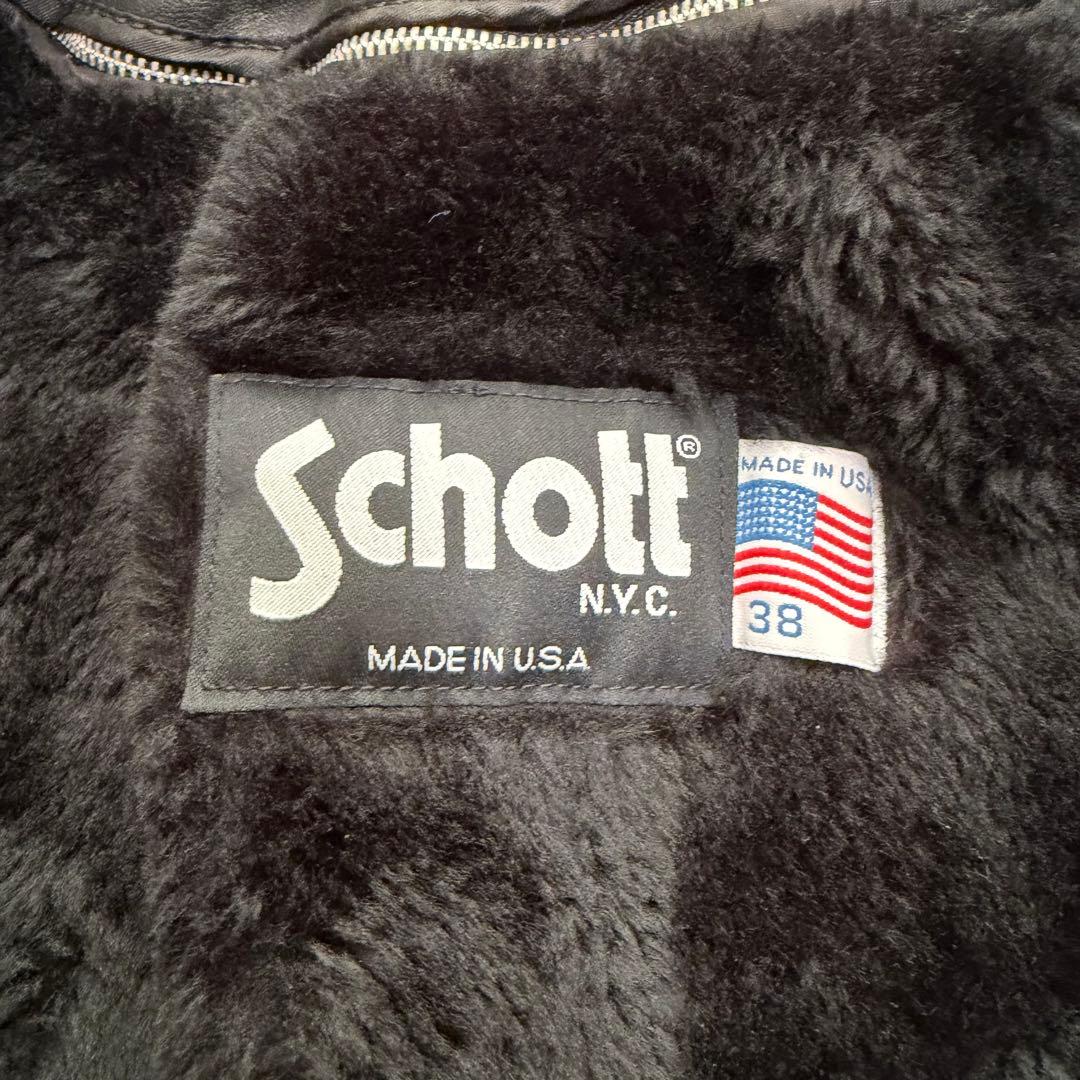 Schott®
N.Y.C.
MADE IN U.S.A
MADE IN USA
38